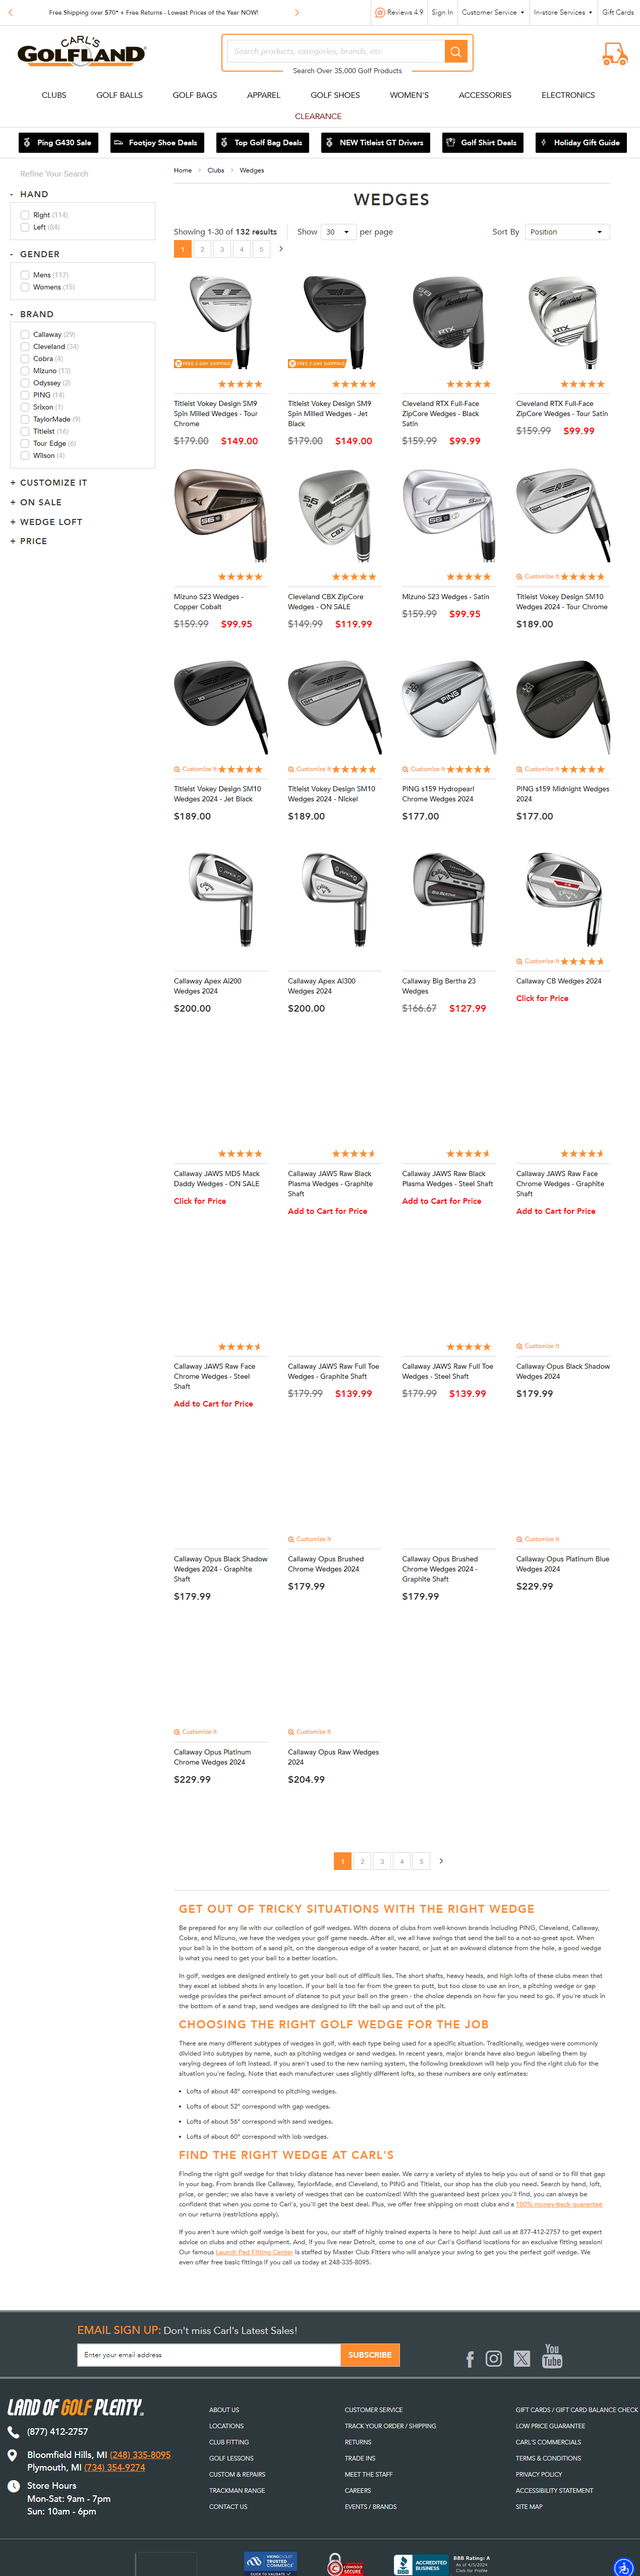 Free Shipping over $70* + Free Returns - Lowest Prices of the Year NOW!
Reviews 4.9
Sign In
Customer Service
In-store Services
Gift Cards
CARL'S
GOLFLAND
Search products, categories, brands, etc
Search Over 35,000 Golf Products
CLUBS
GOLF BALLS
GOLF BAGS
APPAREL
GOLF SHOES
WOMEN'S
ACCESSORIES
ELECTRONICS
CLEARANCE
Ping G430 Sale
Footjoy Shoe Deals
Top Golf Bag Deals
NEW Titleist GT Drivers
Golf Shirt Deals
Holiday Gift Guide
Refine Your Search
- HAND
Right (114)
Left (84)
- GENDER
Mens (117)
Womens (15)
- BRAND
Callaway (29)
Cleveland (34)
Cobra (4)
Mizuno (13)
Odyssey (2)
PING (14)
Srixon (1)
TaylorMade (9)
Titleist (16)
Tour Edge (6)
Wilson (4)
+ CUSTOMIZE IT
+ ON SALE
+ WEDGE LOFT
+ PRICE
Home > Clubs > Wedges
WEDGES
Showing 1-30 of 132 results
Show 30 per page
Sort By Position
1 2 3 4 5 >
FREE 2-DAY SHIPPING
FREE 2-DAY SHIPPING
Titleist Vokey Design SM9
Spin Milled Wedges - Tour
Chrome
$179.00 $149.00
Titleist Vokey Design SM9
Spin Milled Wedges - Jet
Black
$179.00 $149.00
Cleveland RTX Full-Face
ZipCore Wedges - Black
Satin
$159.99 $99.99
Cleveland RTX Full-Face
ZipCore Wedges - Tour Satin
$159.99 $99.99
Mizuno S23 Wedges -
Copper Cobalt
$159.99 $99.95
Cleveland CBX ZipCore
Wedges - ON SALE
$149.99 $119.99
Mizuno S23 Wedges - Satin
$159.99 $99.95
Customize It
Titleist Vokey Design SM10
Wedges 2024 - Tour Chrome
$189.00
Customize It
Titleist Vokey Design SM10
Wedges 2024 - Jet Black
$189.00
Customize It
Titleist Vokey Design SM10
Wedges 2024 - Nickel
$189.00
Customize It
PING s159 Hydropearl
Chrome Wedges 2024
$177.00
Customize It
PING s159 Midnight Wedges
2024
$177.00
Callaway Apex Ai200
Wedges 2024
$200.00
Callaway Apex Ai300
Wedges 2024
$200.00
Callaway Big Bertha 23
Wedges
$166.67 $127.99
Customize It
Callaway CB Wedges 2024
Click for Price
Callaway JAWS MD5 Mack
Daddy Wedges - ON SALE
Click for Price
Callaway JAWS Raw Black
Plasma Wedges - Graphite
Shaft
Add to Cart for Price
Callaway JAWS Raw Black
Plasma Wedges - Steel Shaft
Add to Cart for Price
Callaway JAWS Raw Face
Chrome Wedges - Graphite
Shaft
Add to Cart for Price
Callaway JAWS Raw Face
Chrome Wedges - Steel
Shaft
Add to Cart for Price
Callaway JAWS Raw Full Toe
Wedges - Graphite Shaft
$179.99 $139.99
Callaway JAWS Raw Full Toe
Wedges - Steel Shaft
$179.99 $139.99
Customize It
Callaway Opus Black Shadow
Wedges 2024
$179.99
Callaway Opus Black Shadow
Wedges 2024 - Graphite
Shaft
$179.99
Customize It
Callaway Opus Brushed
Chrome Wedges 2024
$179.99
Callaway Opus Brushed
Chrome Wedges 2024 -
Graphite Shaft
$179.99
Customize It
Callaway Opus Platinum Blue
Wedges 2024
$229.99
Customize It
Callaway Opus Platinum
Chrome Wedges 2024
$229.99
Customize It
Callaway Opus Raw Wedges
2024
$204.99
1 2 3 4 5 >
GET OUT OF TRICKY SITUATIONS WITH THE RIGHT WEDGE
Be prepared for any lie with our collection of golf wedges. With dozens of clubs from well-known brands including PING, Cleveland, Callaway,
Cobra, and Mizuno, we have the wedges your golf game needs. After all, we all have swings that send the ball to a not-so-great spot. When
your ball is in the bottom of a sand pit, on the dangerous edge of a water hazard, or just at an awkward distance from the hole, a good wedge
is what you need to get your ball to a better location.
In golf, wedges are designed entirely to get your ball out of difficult lies. The short shafts, heavy heads, and high lofts of these clubs mean that
they excel at lobbed shots in any location. If your ball is too far from the green to putt, but too close to use an iron, a pitching wedge or gap
wedge provides the perfect amount of distance to put your ball on the green - the choice depends on how far you need to go. If you're stuck in
the bottom of a sand trap, sand wedges are designed to lift the ball up and out of the pit.
CHOOSING THE RIGHT GOLF WEDGE FOR THE JOB
There are many different subtypes of wedges in golf, with each type being used for a specific situation. Traditionally, wedges were commonly
divided into subtypes by name, such as pitching wedges or sand wedges. In recent years, major brands have also begun labeling them by
varying degrees of loft instead. If you aren't used to the new naming system, the following breakdown will help you find the right club for the
situation you're facing. Note that each manufacturer uses slightly different lofts, so these numbers are only estimates:
• Lofts of about 48° correspond to pitching wedges.
• Lofts of about 52° correspond with gap wedges.
• Lofts of about 56° correspond with sand wedges.
• Lofts of about 60° correspond with lob wedges.
FIND THE RIGHT WEDGE AT CARL'S
Finding the right golf wedge for that tricky distance has never been easier. We carry a variety of styles to help you out of sand or to fill that gap
in your bag. From brands like Callaway, TaylorMade, and Cleveland, to PING and Titleist, our shop has the club you need. Search by hand, loft,
price, or gender; we also have a variety of wedges that can be customized! With the guaranteed best prices you'll find, you can always be
confident that when you come to Carl's, you'll get the best deal. Plus, we offer free shipping on most clubs and a 100% money-back guarantee
on our returns (restrictions apply).
If you aren't sure which golf wedge is best for you, our staff of highly trained experts is here to help! Just call us at 877-412-2757 to get expert
advice on clubs and other equipment. And, if you live near Detroit, come to one of our Carl's Golfland locations for an exclusive fitting session!
Our famous Launch Pad Fitting Center is staffed by Master Club Fitters who will analyze your swing to get you the perfect golf wedge. We
even offer free basic fittings if you call us today at 248-335-8095.
EMAIL SIGN UP: Don't miss Carl's Latest Sales!
Enter your email address
SUBSCRIBE
You
Tube
LAND OF GOLF PLENTY.
(877) 412-2757
Bloomfield Hills, MI (248) 335-8095
Plymouth, MI (734) 354-9274
Store Hours
Mon-Sat: 9am - 7pm
Sun: 10am - 6pm
ABOUT US
LOCATIONS
CLUB FITTING
GOLF LESSONS
CUSTOM & REPAIRS
TRACKMAN RANGE
CONTACT US
CUSTOMER SERVICE
TRACK YOUR ORDER / SHIPPING
RETURNS
TRADE INS
MEET THE STAFF
CAREERS
EVENTS / BRANDS
GIFT CARDS / GIFT CARD BALANCE CHECK
LOW PRICE GUARANTEE
CARL'S COMMERCIALS
TERMS & CONDITIONS
PRIVACY POLICY
ACCESSIBILITY STATEMENT
SITE MAP
VIKINGCLOUD
TRUSTED
COMMERCE
CLICK TO VALIDATE
COMODO
SECURE
BBB
ACCREDITED
BUSINESS
BBB Rating: A
As of 4/3/2024
Click for Profile